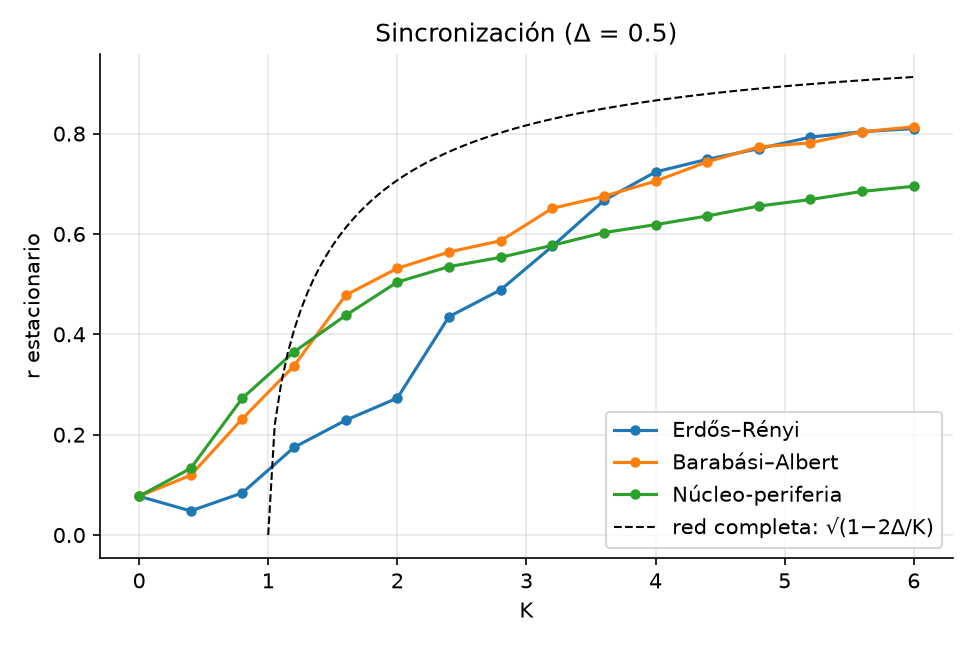 Sincronización (Δ = 0.5)
r estacionario
0.8
0.6
0.4
0.2
0.0
0 1 2 3 4 5 6
K
Erdős–Rényi
Barabási–Albert
Núcleo-periferia
red completa: √(1−2Δ/K)